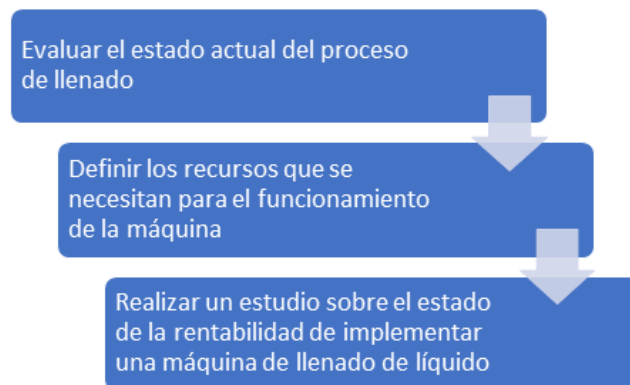 Evaluar el estado actual del proceso
de llenado
Definir los recursos que se
necesitan para el funcionamiento
de la máquina
Realizar un estudio sobre el estado
de la rentabilidad de implementar
una máquina de llenado de líquido